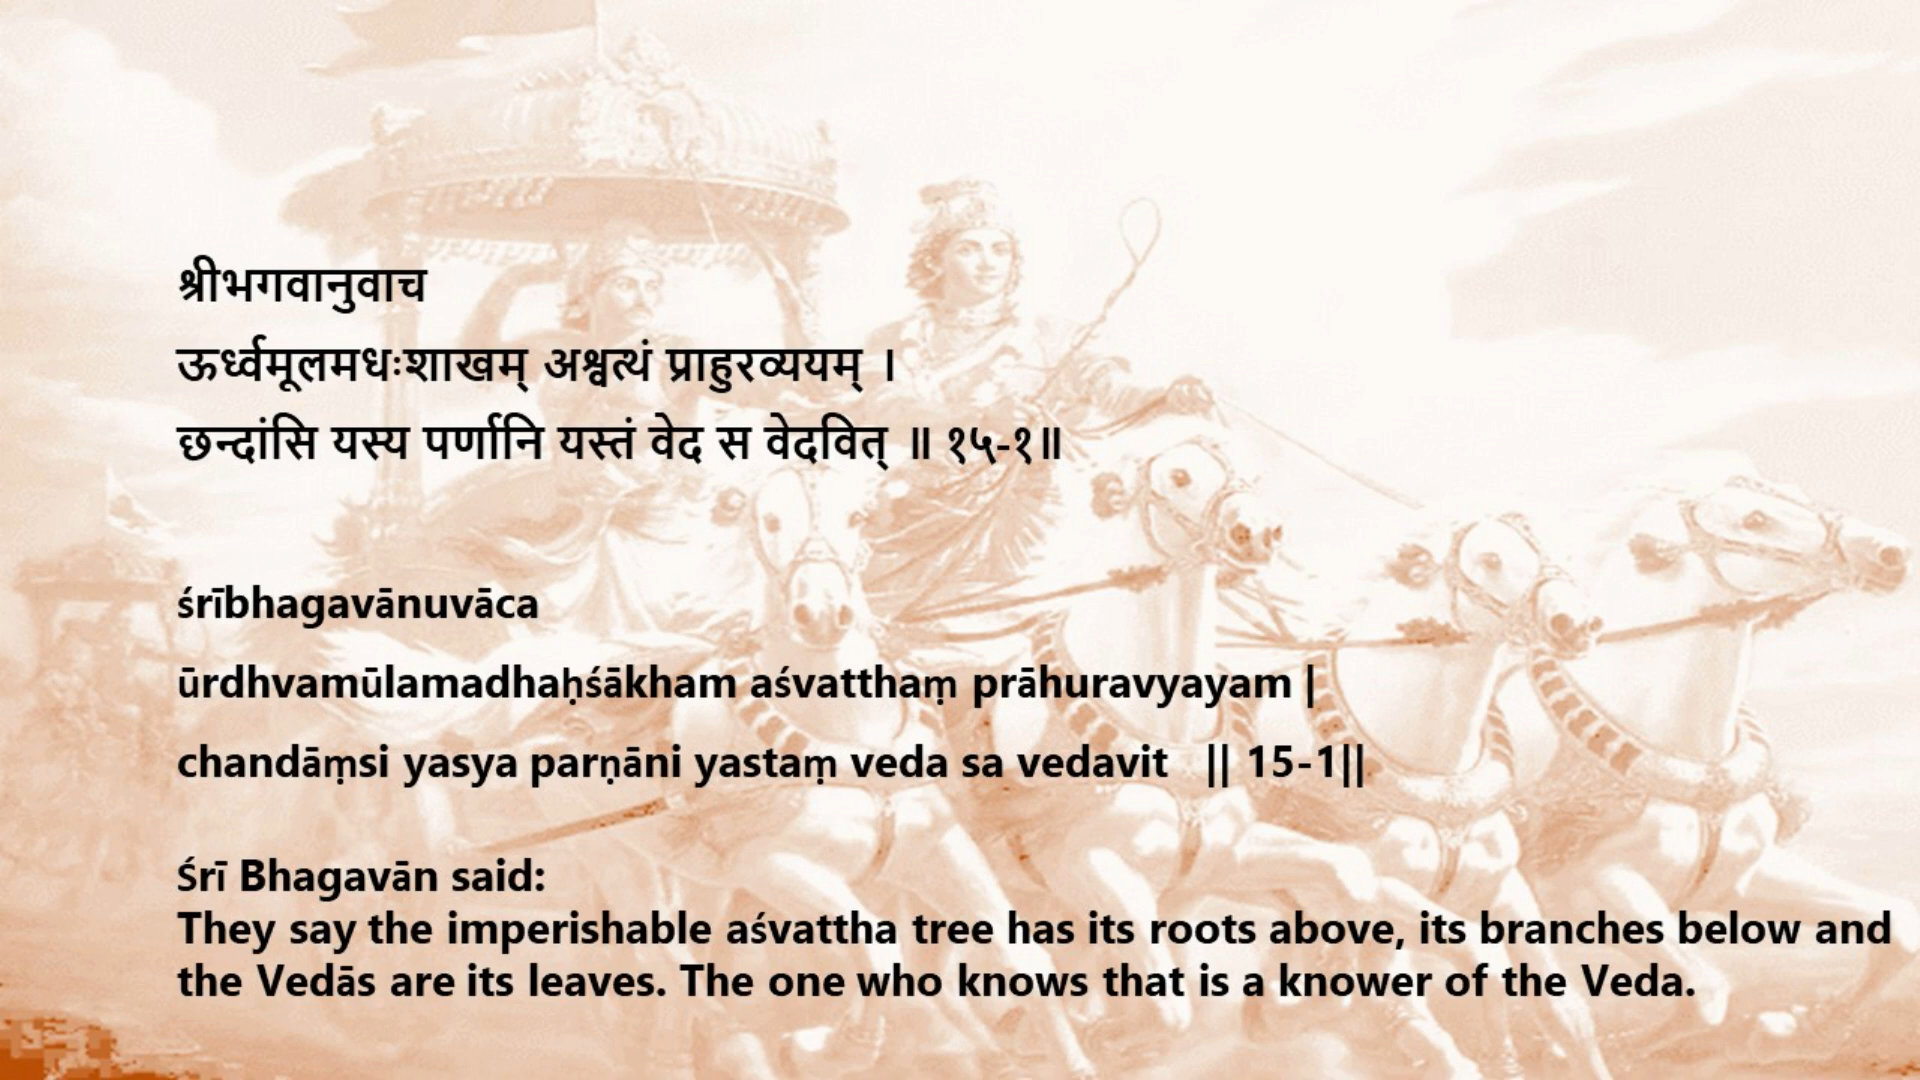 श्रीभगवानुवाच
ऊर्ध्वमूलमधःशाखम् अश्वत्थं प्राहुरव्ययम् ।
छन्दांसि यस्य पर्णानि यस्तं वेद स वेदवित् ॥ १५-१॥
śrībhagavānuvāca
ūrdhvamūlamadhaḥśākham aśvatthaṃ prāhuravyayam |
chandāṃsi yasya parṇāni yastaṃ veda sa vedavit || 15-1||
Śrī Bhagavān said:
They say the imperishable aśvattha tree has its roots above, its branches below and
the Vedās are its leaves. The one who knows that is a knower of the Veda.